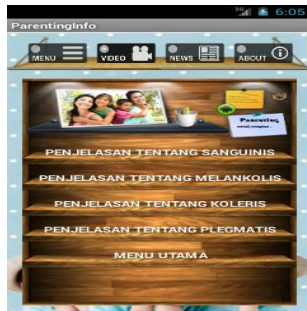 3G 6:05
ParentingInfo
MENU
VIDEO
NEWS
ABOUT
Parenting
PENJELASAN TENTANG SANGUINIS
PENJELASAN TENTANG MELANKOLIS
PENJELASAN TENTANG KOLERIS
PENJELASAN TENTANG PLEGMATIS
MENU UTAMA